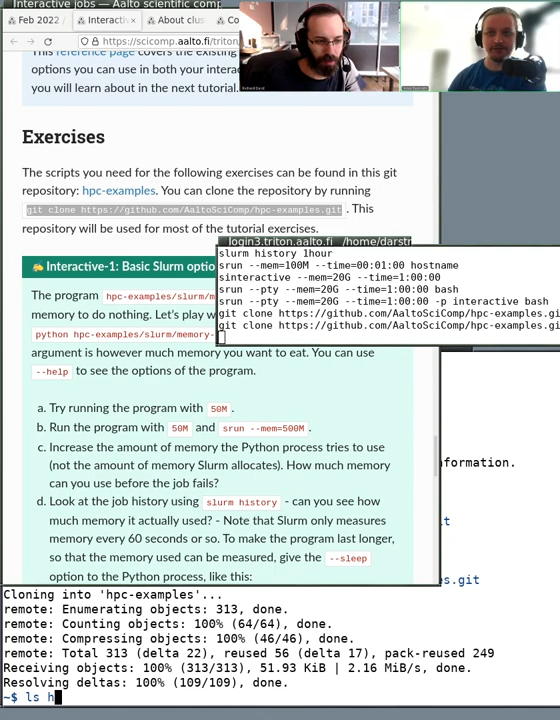 Interactive jobs — Aalto scientific comp
Feb 2022 /
Interactiv
About clus
Co
https://scicomp.aalto.fi/triton
This reference page covers the existing
options you can use in both your intera
you will learn about in the next tutorial.
Exercises
The scripts you need for the following exercises can be found in this git
repository: hpc-examples. You can clone the repository by running
git clone https://github.com/AaltoSciComp/hpc-examples.git . This
repository will be used for most of the tutorial exercises.
Interactive-1: Basic Slurm optio
The program hpc-examples/slurm/m
memory to do nothing. Let's play w
python hpc-examples/slurm/memory-
argument is however much memory you want to eat. You can use
--help to see the options of the program.
a. Try running the program with 50M .
b. Run the program with 50M and srun --mem=500M .
c. Increase the amount of memory the Python process tries to use
(not the amount of memory Slurm allocates). How much memory
can you use before the job fails?
d. Look at the job history using slurm history - can you see how
much memory it actually used? - Note that Slurm only measures
memory every 60 seconds or so. To make the program last longer,
so that the memory used can be measured, give the --sleep
option to the Python process, like this:
login3.triton.aalto.fi /home/darstr
slurm history 1hour
srun --mem=100M --time=00:01:00 hostname
sinteractive --mem=20G --time=1:00:00
srun --pty --mem=20G --time=1:00:00 bash
srun --pty --mem=20G --time=1:00:00 -p interactive bash
git clone https://github.com/AaltoSciComp/hpc-examples.gi
git clone https://github.com/AaltoSciComp/hpc-examples.gi
formation.
it
es.git
Cloning into 'hpc-examples'...
remote: Enumerating objects: 313, done.
remote: Counting objects: 100% (64/64), done.
remote: Compressing objects: 100% (46/46), done.
remote: Total 313 (delta 22), reused 56 (delta 17), pack-reused 249
Receiving objects: 100% (313/313), 51.93 KiB | 2.16 MiB/s, done.
Resolving deltas: 100% (109/109), done.
~$ ls h